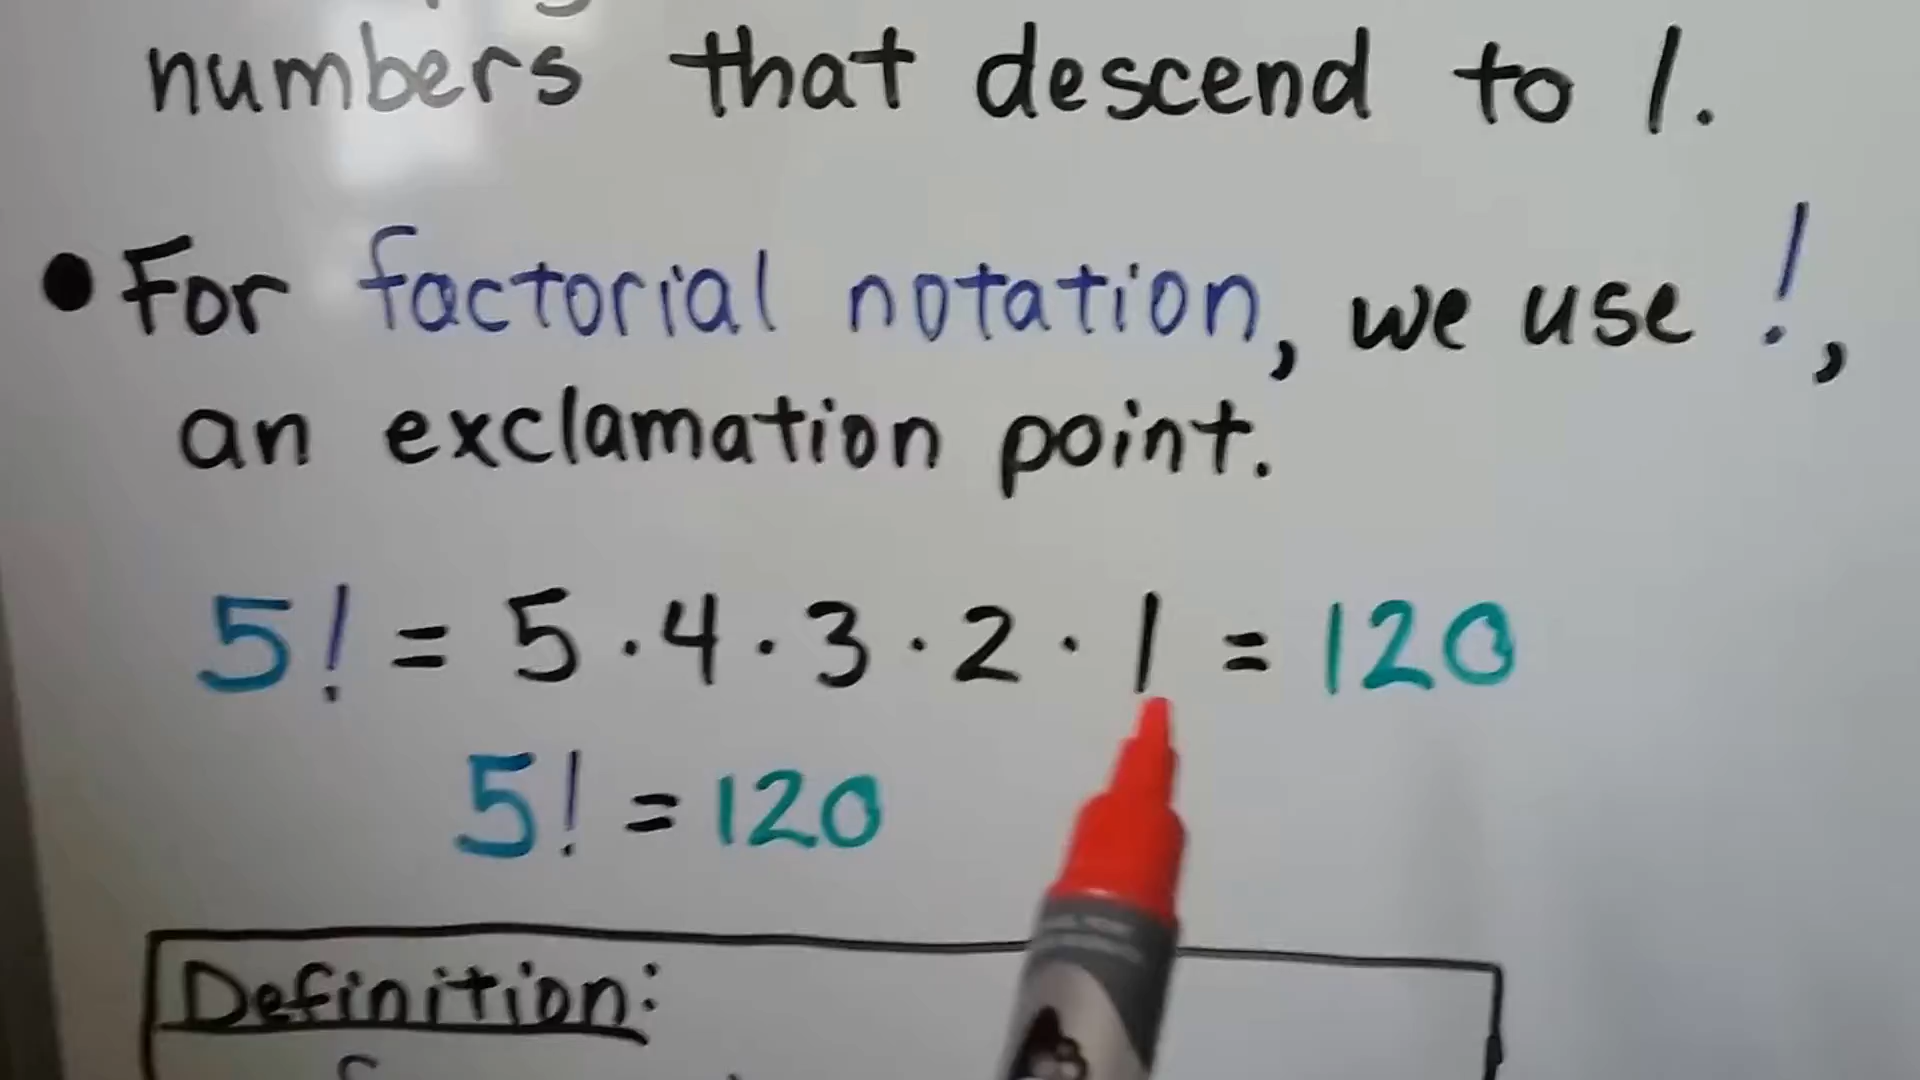 numbers that descend to 1.
• For factorial notation, we use !,
an exclamation point.
5! = 5 · 4 · 3 · 2 · 1 = 120
5! = 120
Definition: